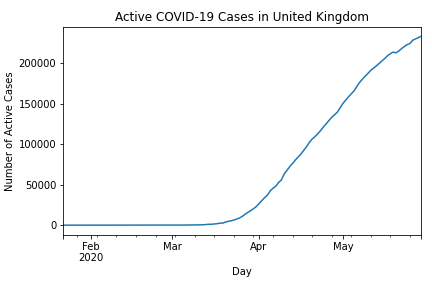 Active COVID-19 Cases in United Kingdom
Number of Active Cases
200000
150000
100000
50000
0
Feb
2020
Mar
Apr
May
Day